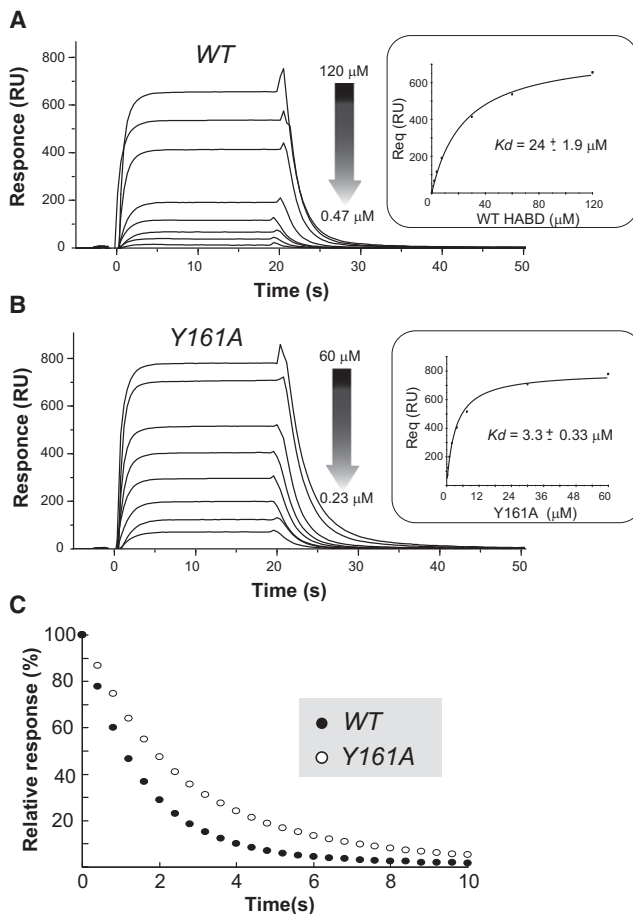 A
WT
Responce (RU)
800
600
400
200
0
0
10
20
30
40
50
Time (s)
120 μM
0.47 μM
Req (RU)
600
400
200
0
40
80
120
Kd = 24 ± 1.9 μM
WT HABD (μM)
B
Y161A
Responce (RU)
800
600
400
200
0
0
10
20
30
40
50
Time (s)
60 μM
0.23 μM
Req (RU)
800
600
400
200
12
24
36
48
60
Kd = 3.3 ± 0.33 μM
Y161A (μM)
C
Relative response (%)
100
80
60
40
20
0
2
4
6
8
10
Time(s)
WT
Y161A